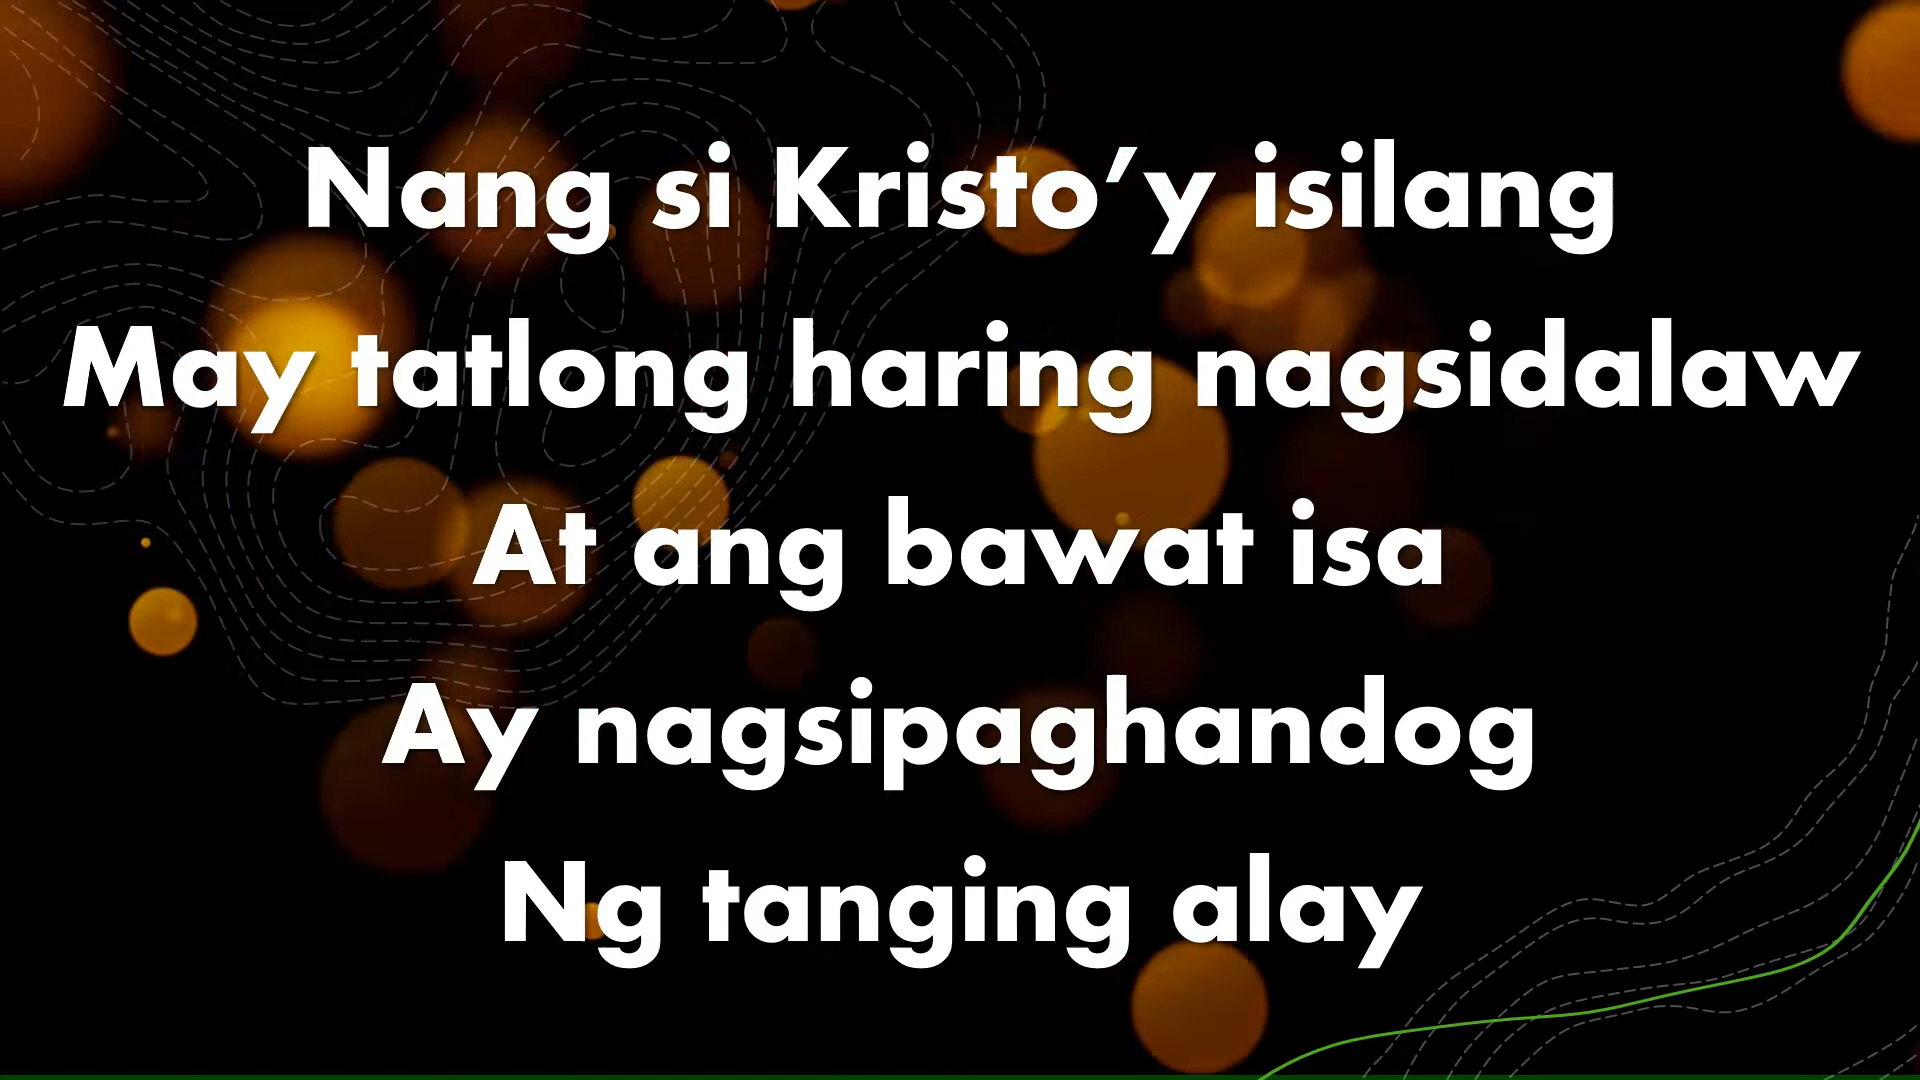 Nang si Kristo’y isilang
May tatlong haring nagsidalaw
At ang bawat isa
Ay nagsipaghandog
Ng tanging alay